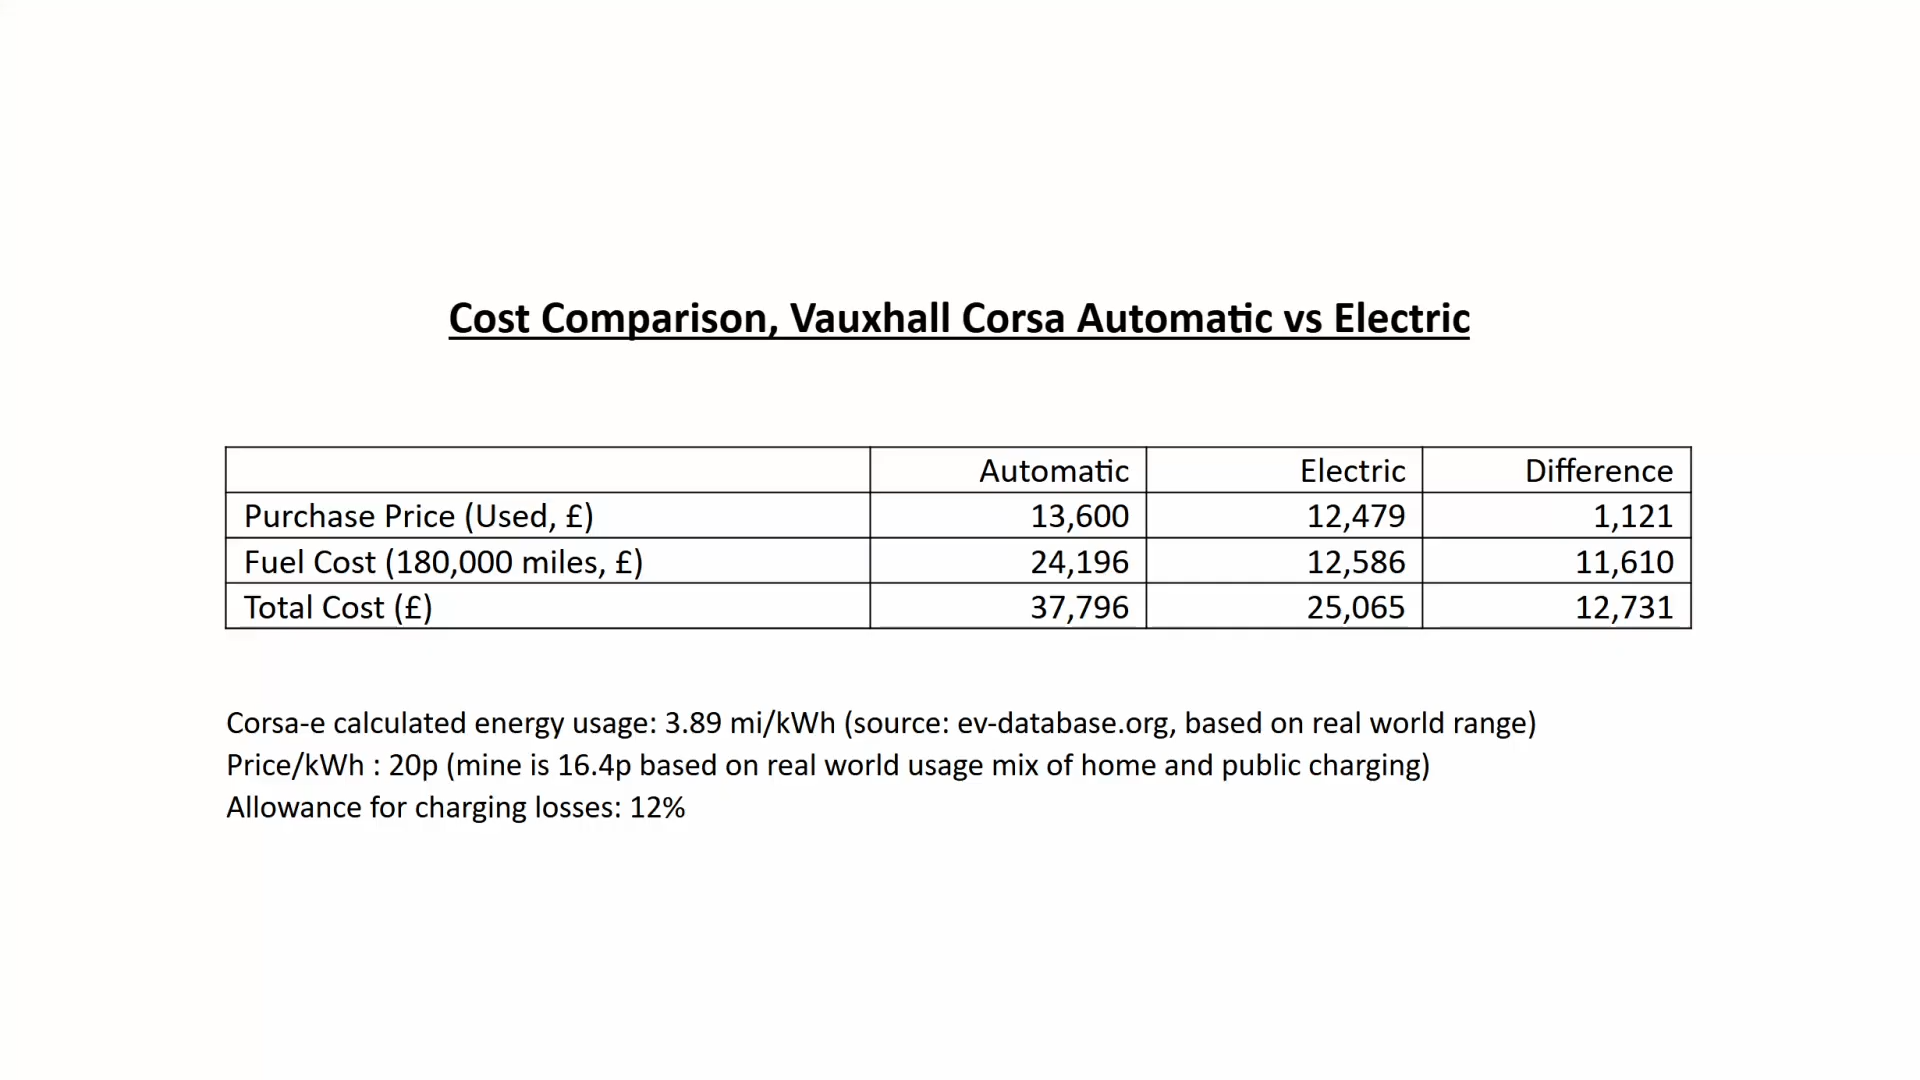 Cost Comparison, Vauxhall Corsa Automatic vs Electric
Automatic Electric Difference
Purchase Price (Used, £) 13,600 12,479 1,121
Fuel Cost (180,000 miles, £) 24,196 12,586 11,610
Total Cost (£) 37,796 25,065 12,731
Corsa-e calculated energy usage: 3.89 mi/kWh (source: ev-database.org, based on real world range)
Price/kWh : 20p (mine is 16.4p based on real world usage mix of home and public charging)
Allowance for charging losses: 12%